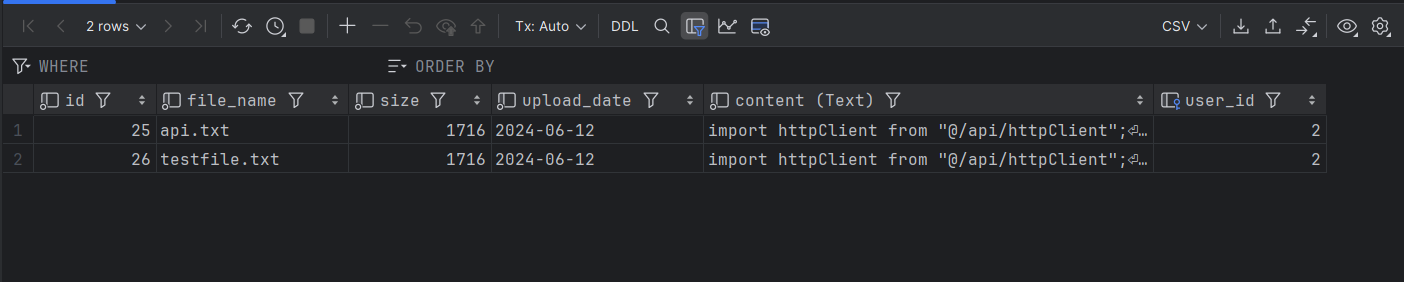 2 rows Tx: Auto DDL CSV
WHERE ORDER BY
id file_name size upload_date content (Text) user_id
1 25 api.txt 1716 2024-06-12 import httpClient from "@/api/httpClient";⏎… 2
2 26 testfile.txt 1716 2024-06-12 import httpClient from "@/api/httpClient";⏎… 2